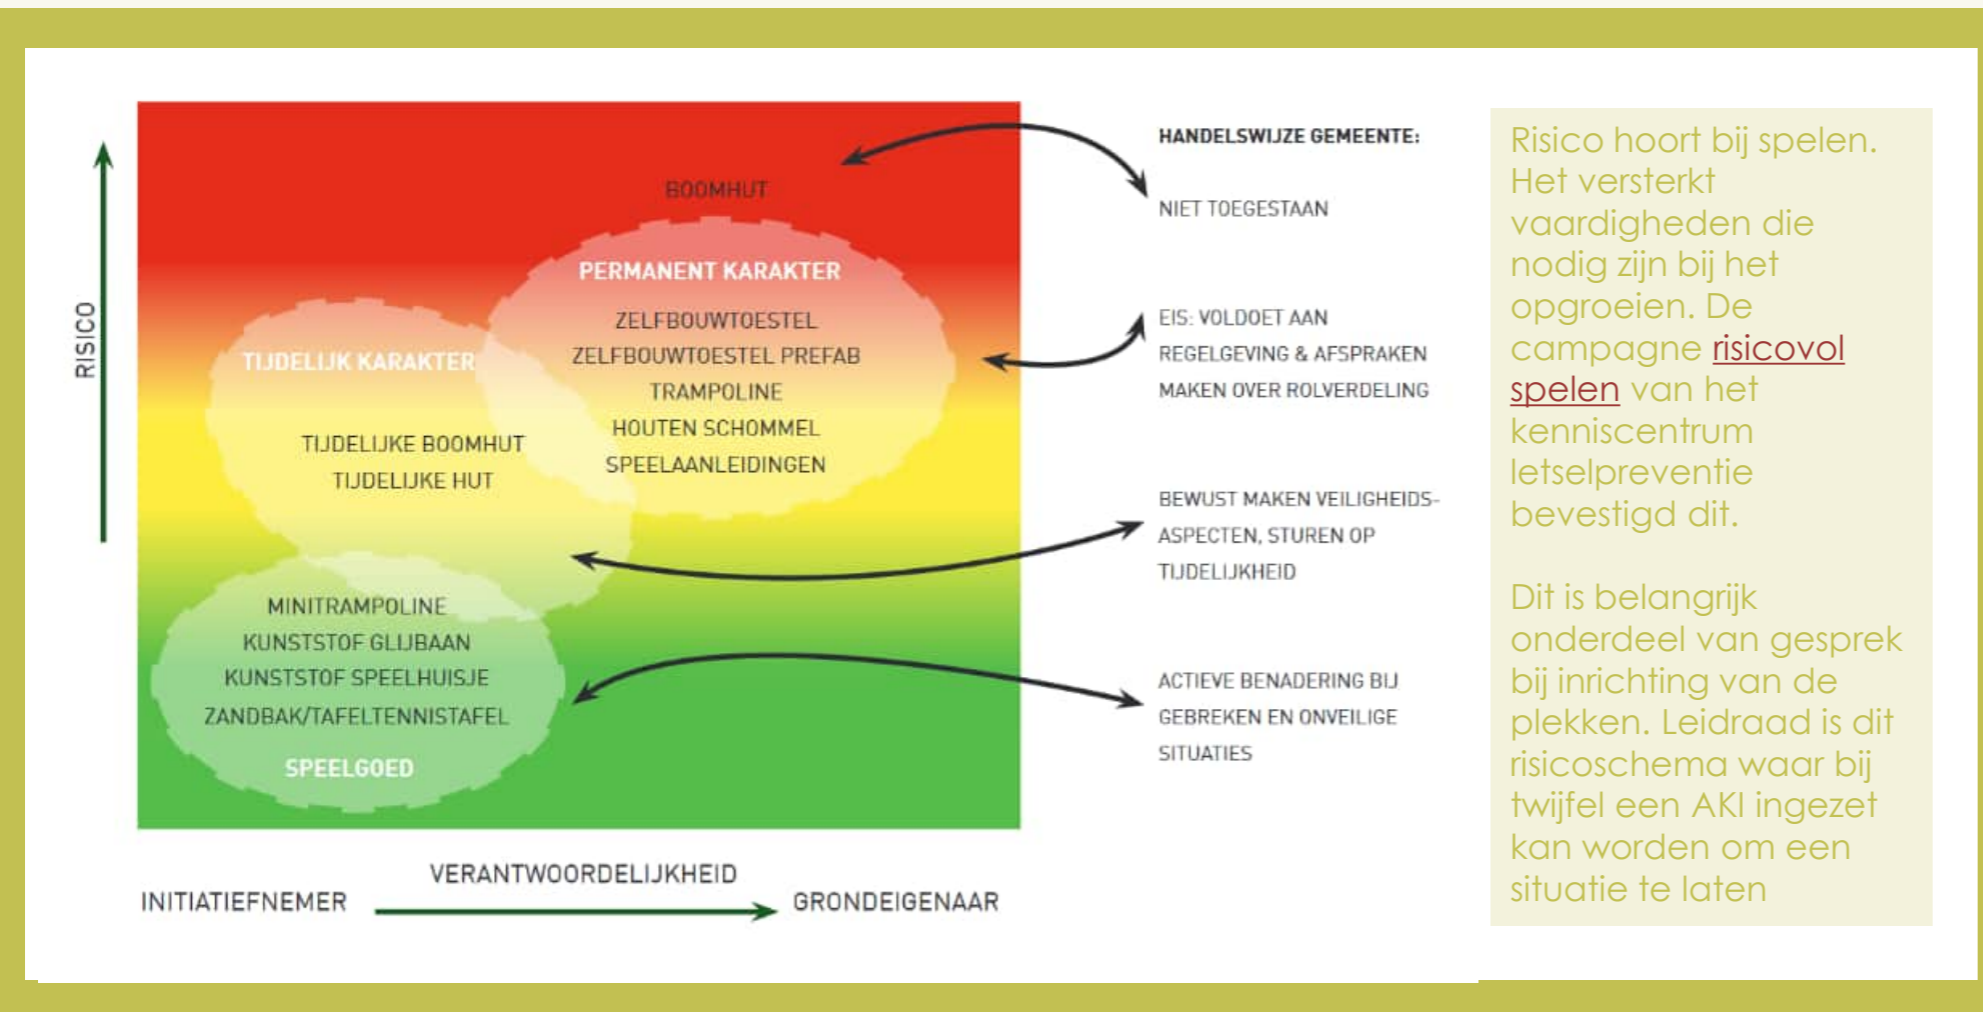 RISICO
BOOMHUT
PERMANENT KARAKTER
ZELFBOUWTOESTEL
ZELFBOUWTOESTEL PREFAB
TRAMPOLINE
HOUTEN SCHOMMEL
SPEELAANLEIDINGEN
TIJDELIJK KARAKTER
TIJDELIJKE BOOMHUT
TIJDELIJKE HUT
MINITRAMPOLINE
KUNSTSTOF GLIJBAAN
KUNSTSTOF SPEELHUISJE
ZANDBAK/TAFELTENNISTAFEL
SPEELGOED
VERANTWOORDELIJKHEID
INITIATIEFNEMER
GRONDEIGENAAR
HANDELSWIJZE GEMEENTE:
NIET TOEGESTAAN
EIS: VOLDOET AAN
REGELGEVING & AFSPRAKEN
MAKEN OVER ROLVERDELING
BEWUST MAKEN VEILIGHEIDS-
ASPECTEN, STUREN OP
TIJDELIJKHEID
ACTIEVE BENADERING BIJ
GEBREKEN EN ONVEILIGE
SITUATIES
Risico hoort bij spelen.
Het versterkt
vaardigheden die
nodig zijn bij het
opgroeien. De
campagne risicovol
spelen van het
kenniscentrum
letselpreventie
bevestigd dit.
Dit is belangrijk
onderdeel van gesprek
bij inrichting van de
plekken. Leidraad is dit
risicoschema waar bij
twijfel een AKI ingezet
kan worden om een
situatie te laten